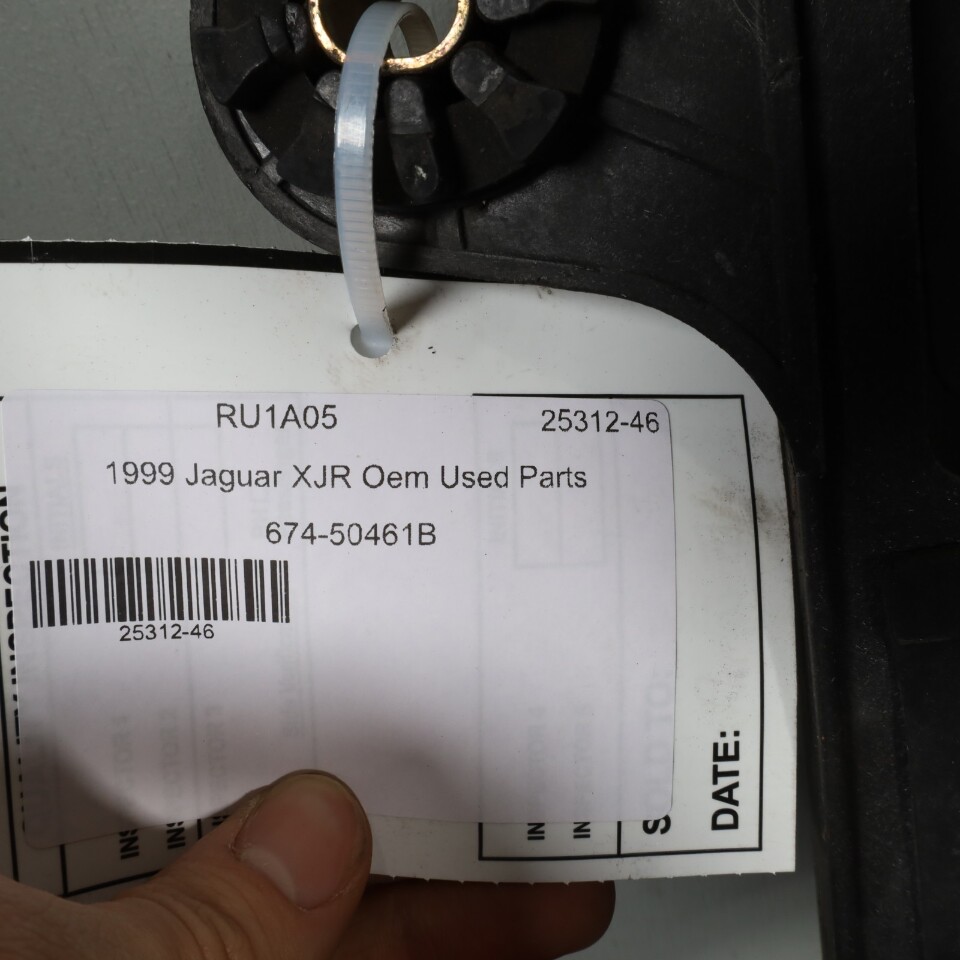 RU1A05 25312-46
1999 Jaguar XJR Oem Used Parts
674-50461B
25312-46
DATE: